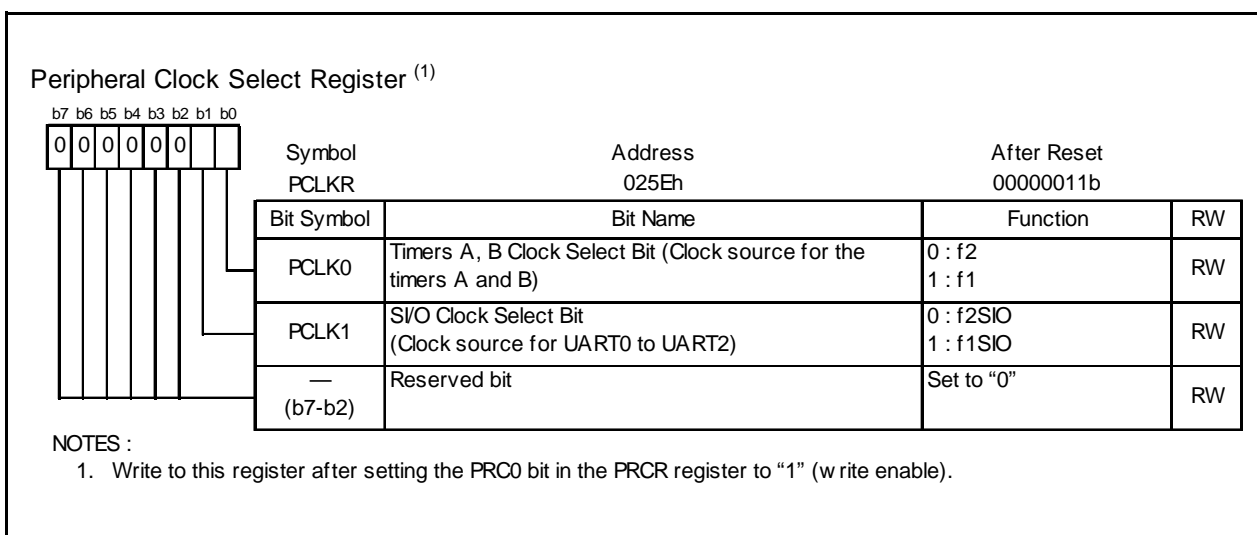 Peripheral Clock Select Register (1)
b7 b6 b5 b4 b3 b2 b1 b0
0 0 0 0 0 0
Symbol Address After Reset
PCLKR 025Eh 00000011b
Bit Symbol Bit Name Function RW
PCLK0 Timers A, B Clock Select Bit (Clock source for the timers A and B) 0 : f2 1 : f1 RW
PCLK1 SI/O Clock Select Bit (Clock source for UART0 to UART2) 0 : f2SIO 1 : f1SIO RW
— (b7-b2) Reserved bit Set to “0” RW
NOTES :
1. Write to this register after setting the PRC0 bit in the PRCR register to “1” (w rite enable).